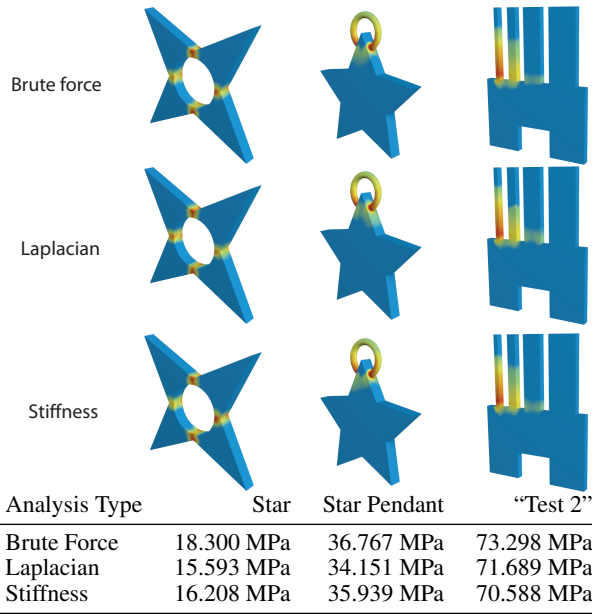 Brute force
Laplacian
Stiffness
Analysis Type Star Star Pendant “Test 2”
Brute Force 18.300 MPa 36.767 MPa 73.298 MPa
Laplacian 15.593 MPa 34.151 MPa 71.689 MPa
Stiffness 16.208 MPa 35.939 MPa 70.588 MPa